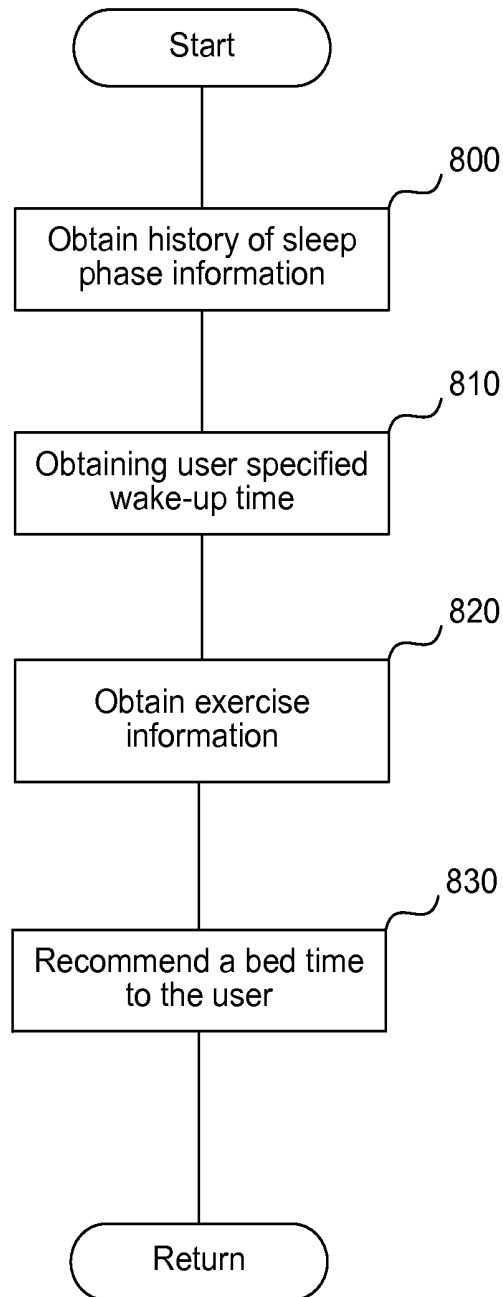 Start
800
Obtain history of sleep
phase information
810
Obtaining user specified
wake-up time
820
Obtain exercise
information
830
Recommend a bed time
to the user
Return